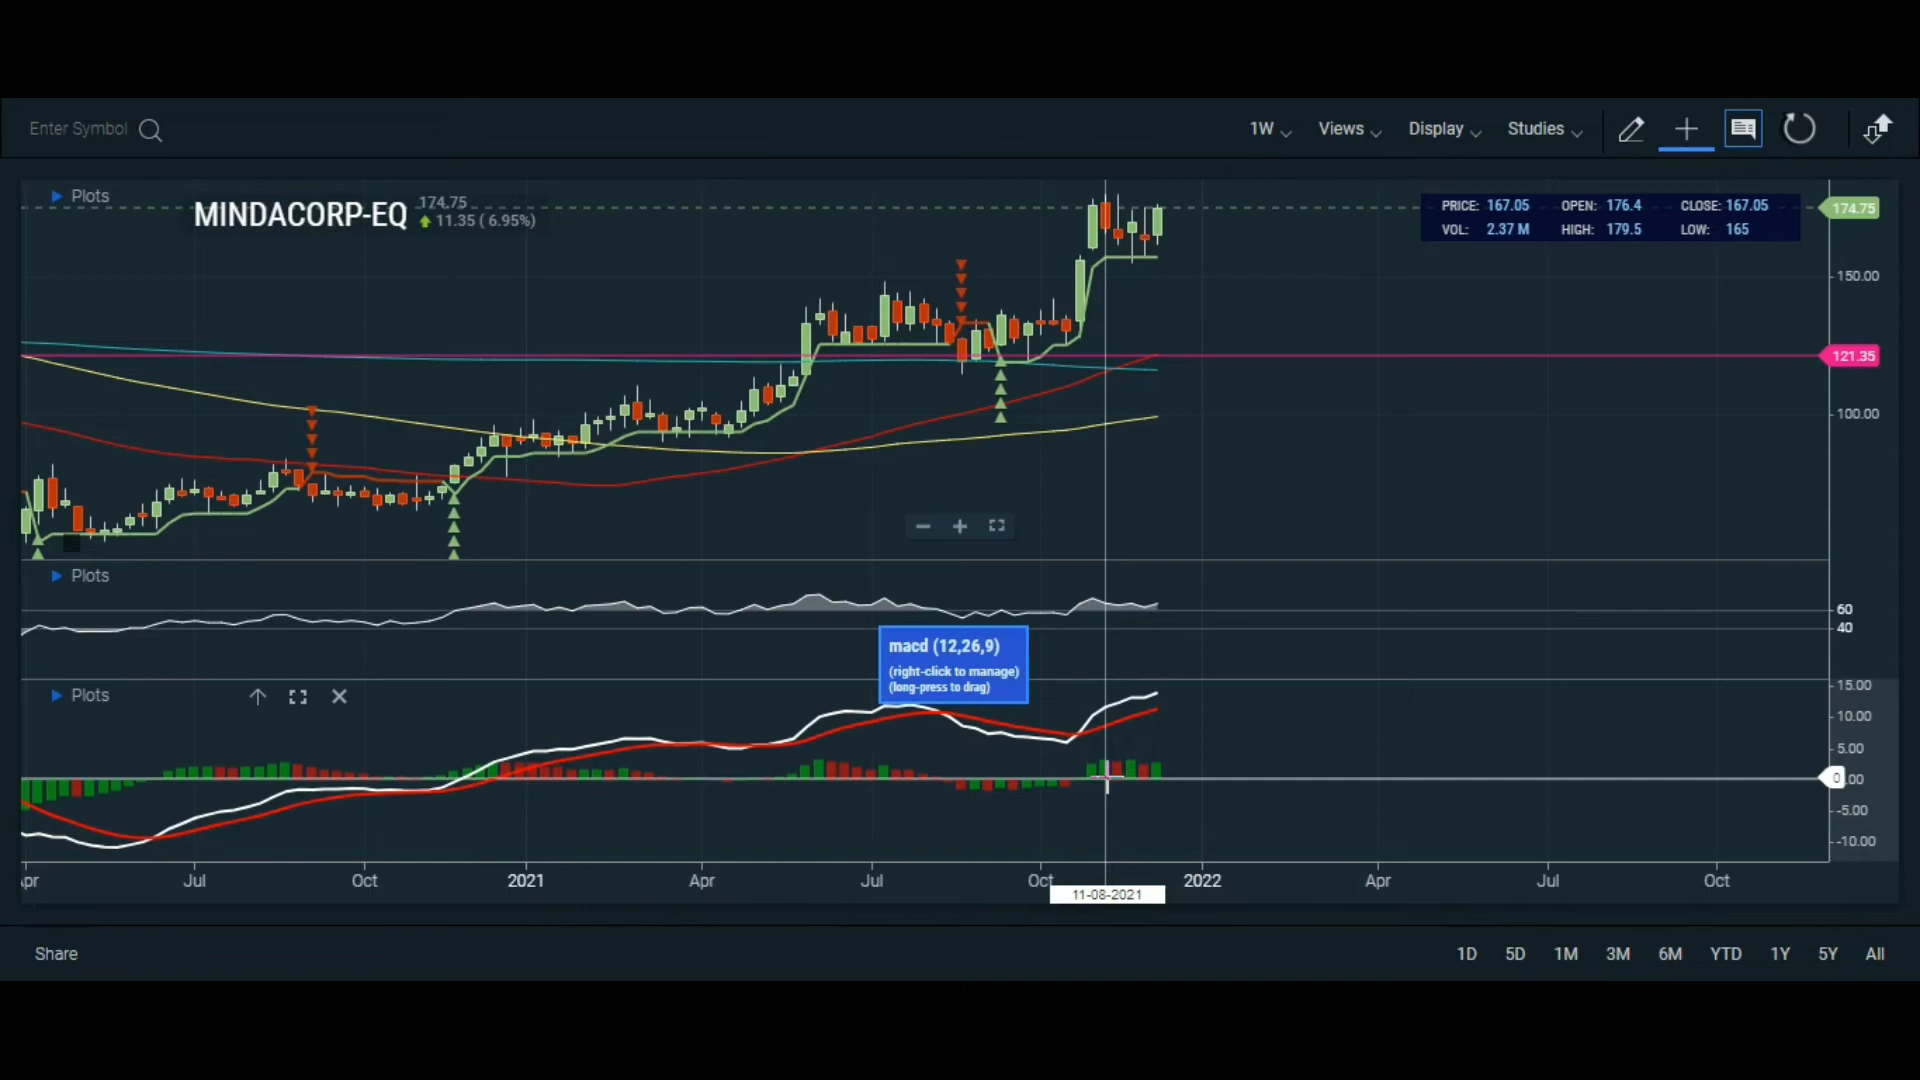 Enter Symbol
1W Views Display Studies
Plots
MINDACORP-EQ
174.75
11.35 ( 6.95%)
PRICE: 167.05 OPEN: 176.4 CLOSE: 167.05
VOL: 2.37 M HIGH: 179.5 LOW: 165
174.75
150.00
121.35
100.00
Plots
60
40
macd (12,26,9)
(right-click to manage)
(long-press to drag)
Plots
15.00
10.00
5.00
0.00
-5.00
-10.00
pr Jul Oct 2021 Apr Jul Oct 2022 Apr Jul Oct
11-08-2021
Share
1D 5D 1M 3M 6M YTD 1Y 5Y All